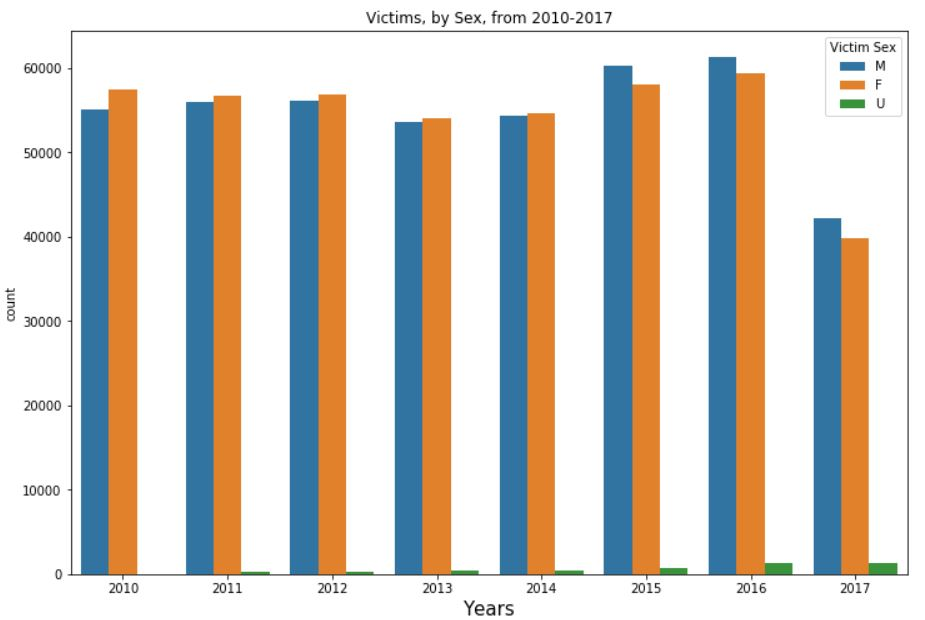 Victims, by Sex, from 2010-2017
Victim Sex
M
F
U
count
60000
50000
40000
30000
20000
10000
0
2010 2011 2012 2013 2014 2015 2016 2017
Years